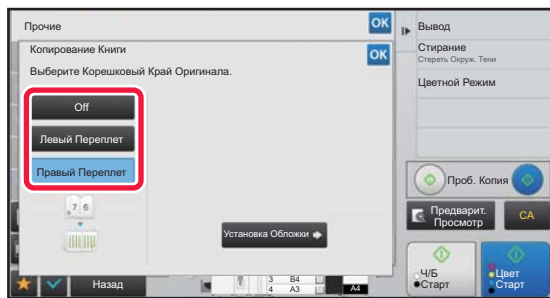 Прочие
OK
Копирование Книги
OK
Выберите Корешковый Край Оригинала.
Off
Левый Переплет
Правый Переплет
7 6
Установка Обложки
Назад
3 B4
4 A3
A4
Вывод
Стирание
Стереть Окруж. Тени
Цветной Режим
Проб. Копия
Предварит.
Просмотр
CA
Ч/Б
Старт
Цвет
Старт